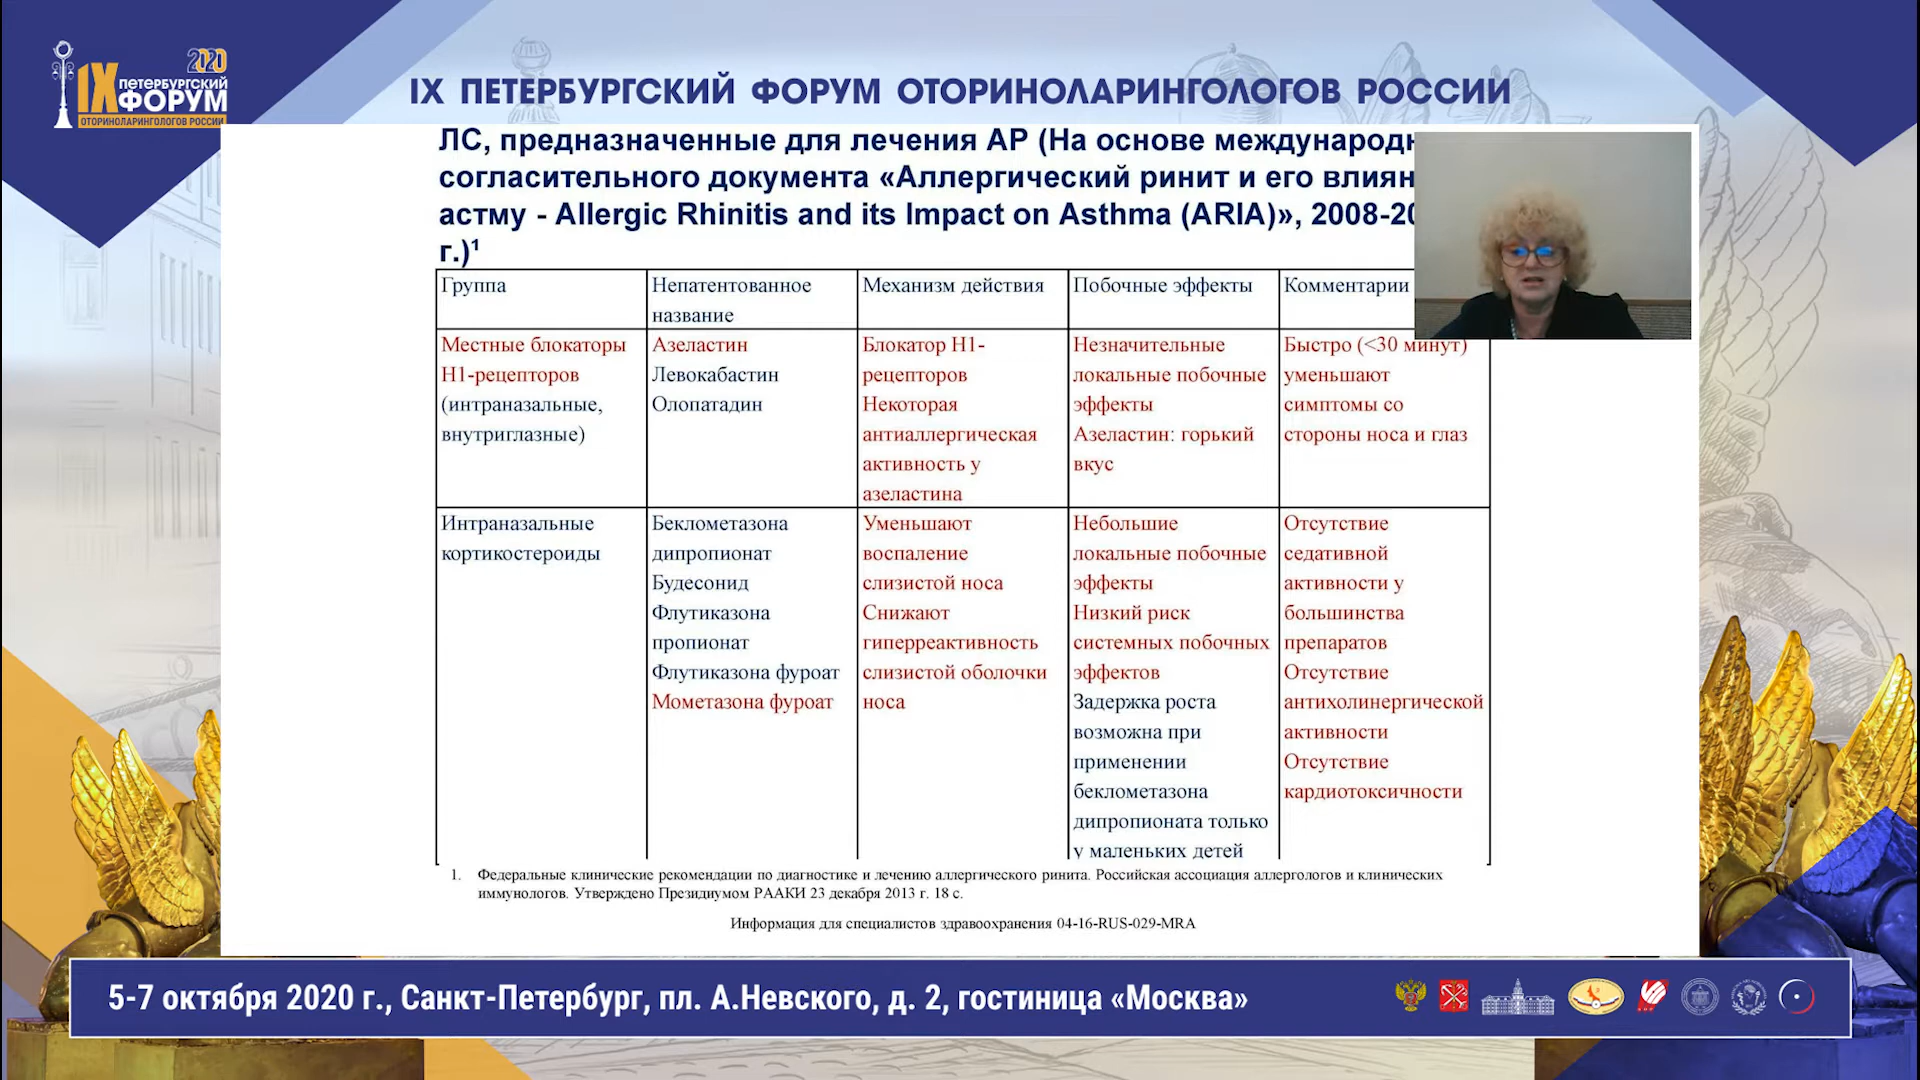 2020
IX ПЕТЕРБУРГСКИЙ
ФОРУМ
ОТОРИНОЛАРИНГОЛОГОВ РОССИИ
IX ПЕТЕРБУРГСКИЙ ФОРУМ ОТОРИНОЛАРИНГОЛОГОВ РОССИИ
ЛС, предназначенные для лечения АР (На основе
согласительного документа «Аллергический ринит и его
астму - Allergic Rhinitis and its Impact on Asthma (ARIA)», 2008-
г.)¹
Группа
Непатентованное
название
Механизм действия
Побочные эффекты
Комментарии
Местные блокаторы
Н1-рецепторов
(интраназальные,
внутриглазные)
Азеластин
Левокабастин
Олопатадин
Блокатор Н1-
рецепторов
Некоторая
антиаллергическая
активность у
азеластина
Незначительные
локальные побочные
эффекты
Азеластин: горький
вкус
Быстро (<30 минут)
уменьшают
симптомы со
стороны носа и глаз
Интраназальные
кортикостероиды
Беклометазона
дипропионат
Будесонид
Флутиказона
пропионат
Флутиказона фуроат
Мометазона фуроат
Уменьшают
воспаление
слизистой носа
Снижают
гиперреактивность
слизистой оболочки
носа
Небольшие
локальные побочные
эффекты
Низкий риск
системных побочных
эффектов
Задержка роста
возможна при
применении
беклометазона
дипропионата только
у маленьких детей
Отсутствие
седативной
активности у
большинства
препаратов
Отсутствие
антихолинергической
активности
Отсутствие
кардиотоксичности
1. Федеральные клинические рекомендации по диагностике и лечению аллергического ринита. Российская ассоциация аллергологов и клинических
иммунологов. Утверждено Президиумом РААКИ 23 декабря 2013 г. 18 с.
Информация для специалистов здравоохранения 04-16-RUS-029-MRA
5-7 октября 2020 г., Санкт-Петербург, пл. А.Невского, д. 2, гостиница «Москва»